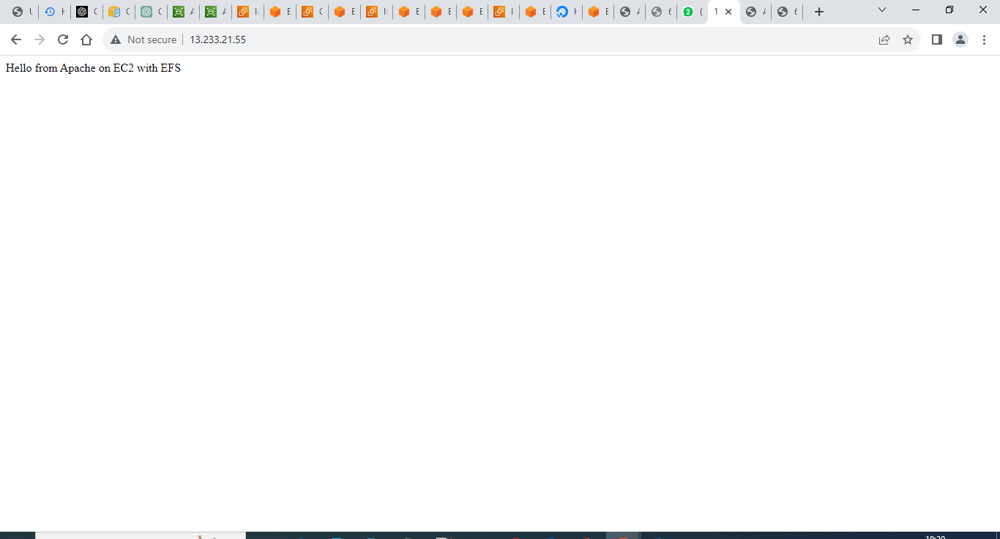 Not secure
13.233.21.55
Hello from Apache on EC2 with EFS